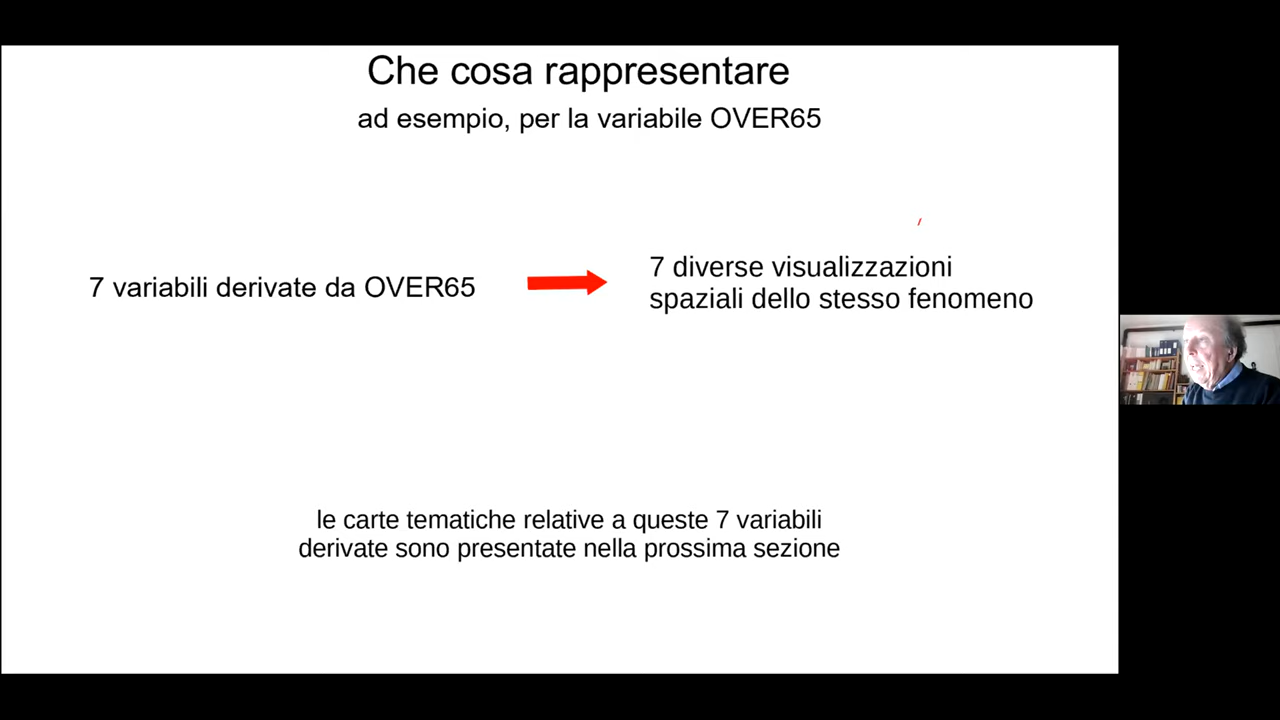 Che cosa rappresentare
ad esempio, per la variabile OVER65
7 variabili derivate da OVER65
7 diverse visualizzazioni
spaziali dello stesso fenomeno
le carte tematiche relative a queste 7 variabili
derivate sono presentate nella prossima sezione